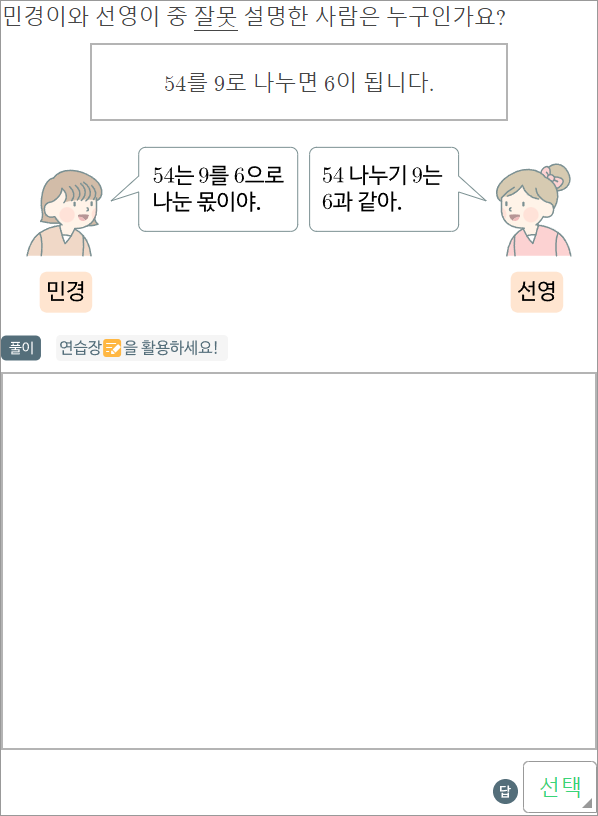 민경이와 선영이 중 잘못 설명한 사람은 누구인가요?
54를 9로 나누면 6이 됩니다.
54는 9를 6으로
나눈 몫이야.
54 나누기 9는
6과 같아.
민경
선영
풀이 연습장을 활용하세요!
답 선택